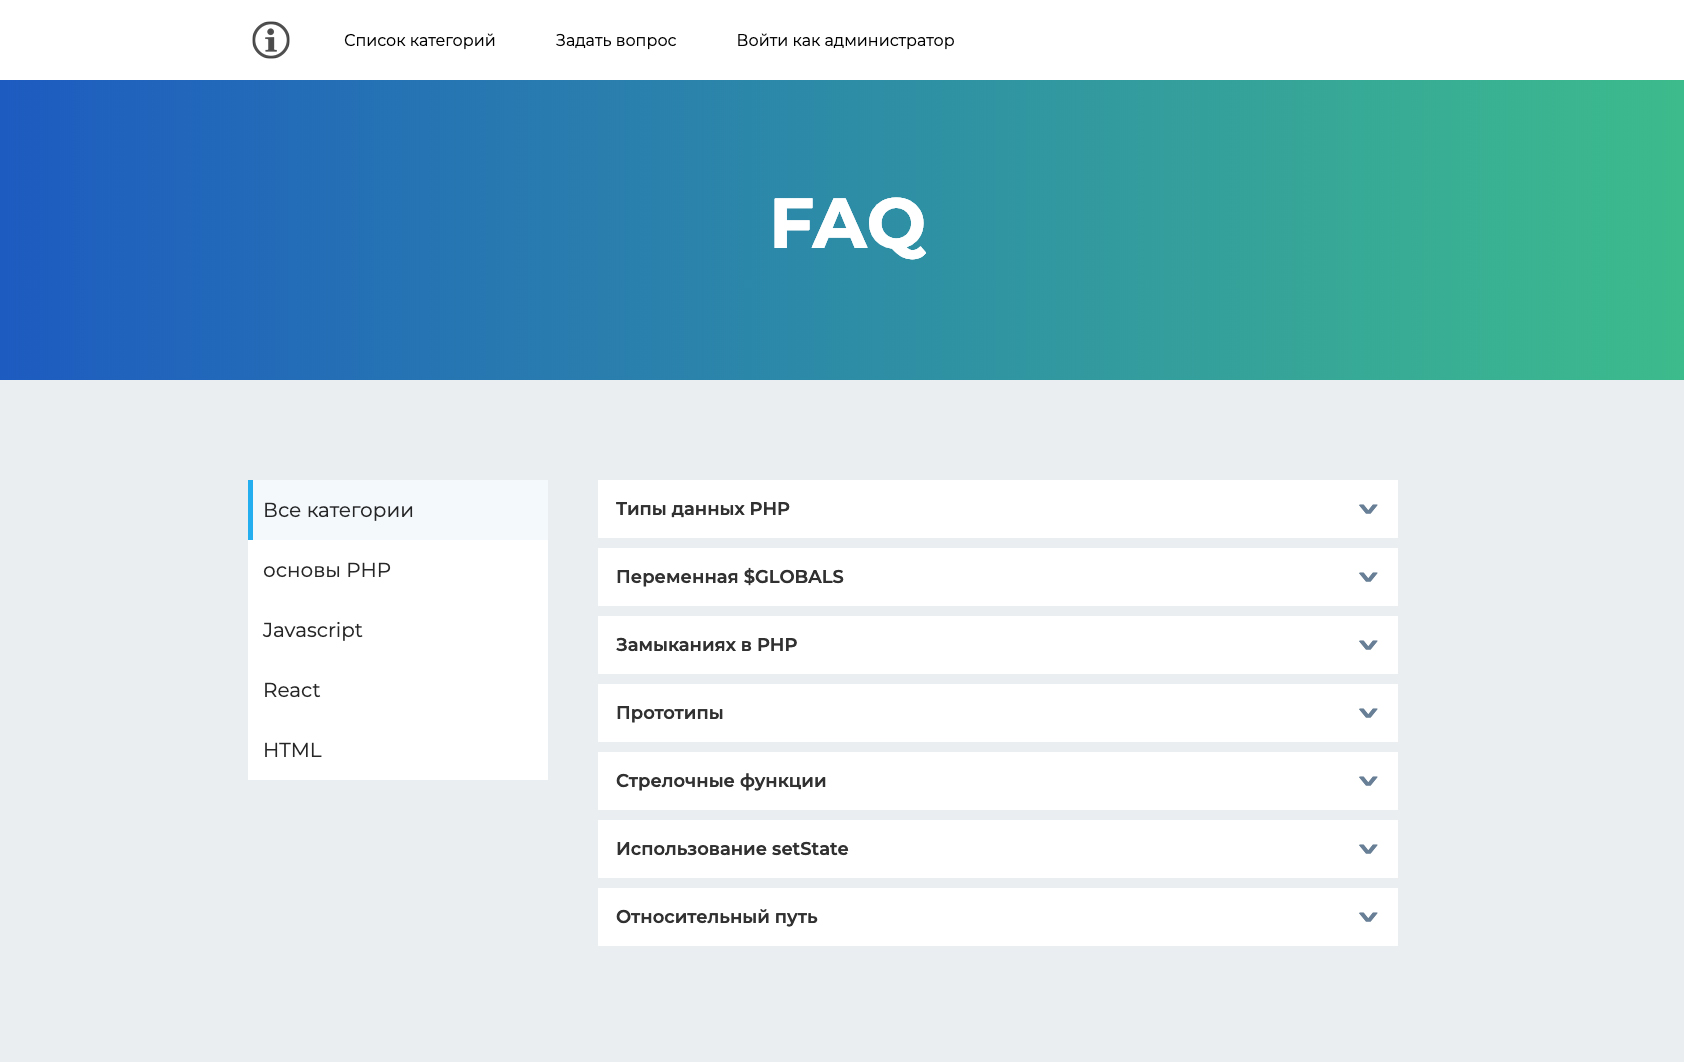 Список категорий
Задать вопрос
Войти как администратор
FAQ
Все категории
основы PHP
Javascript
React
HTML
Типы данных PHP
Переменная $GLOBALS
Замыканиях в PHP
Прототипы
Стрелочные функции
Использование setState
Относительный путь